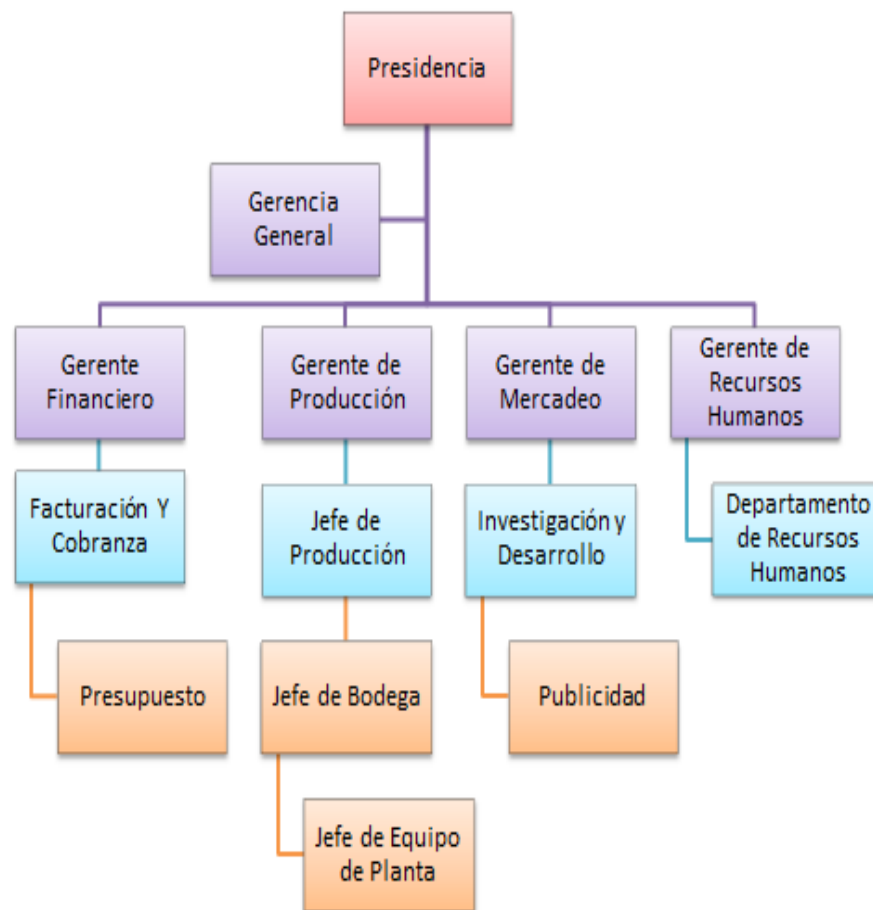 Presidencia
Gerencia
General
Gerente
Financiero
Gerente de
Producción
Gerente de
Mercadeo
Gerente de
Recursos
Humanos
Facturación Y
Cobranza
Jefe de
Producción
Investigación y
Desarrollo
Departamento
de Recursos
Humanos
Presupuesto
Jefe de Bodega
Publicidad
Jefe de Equipo
de Planta